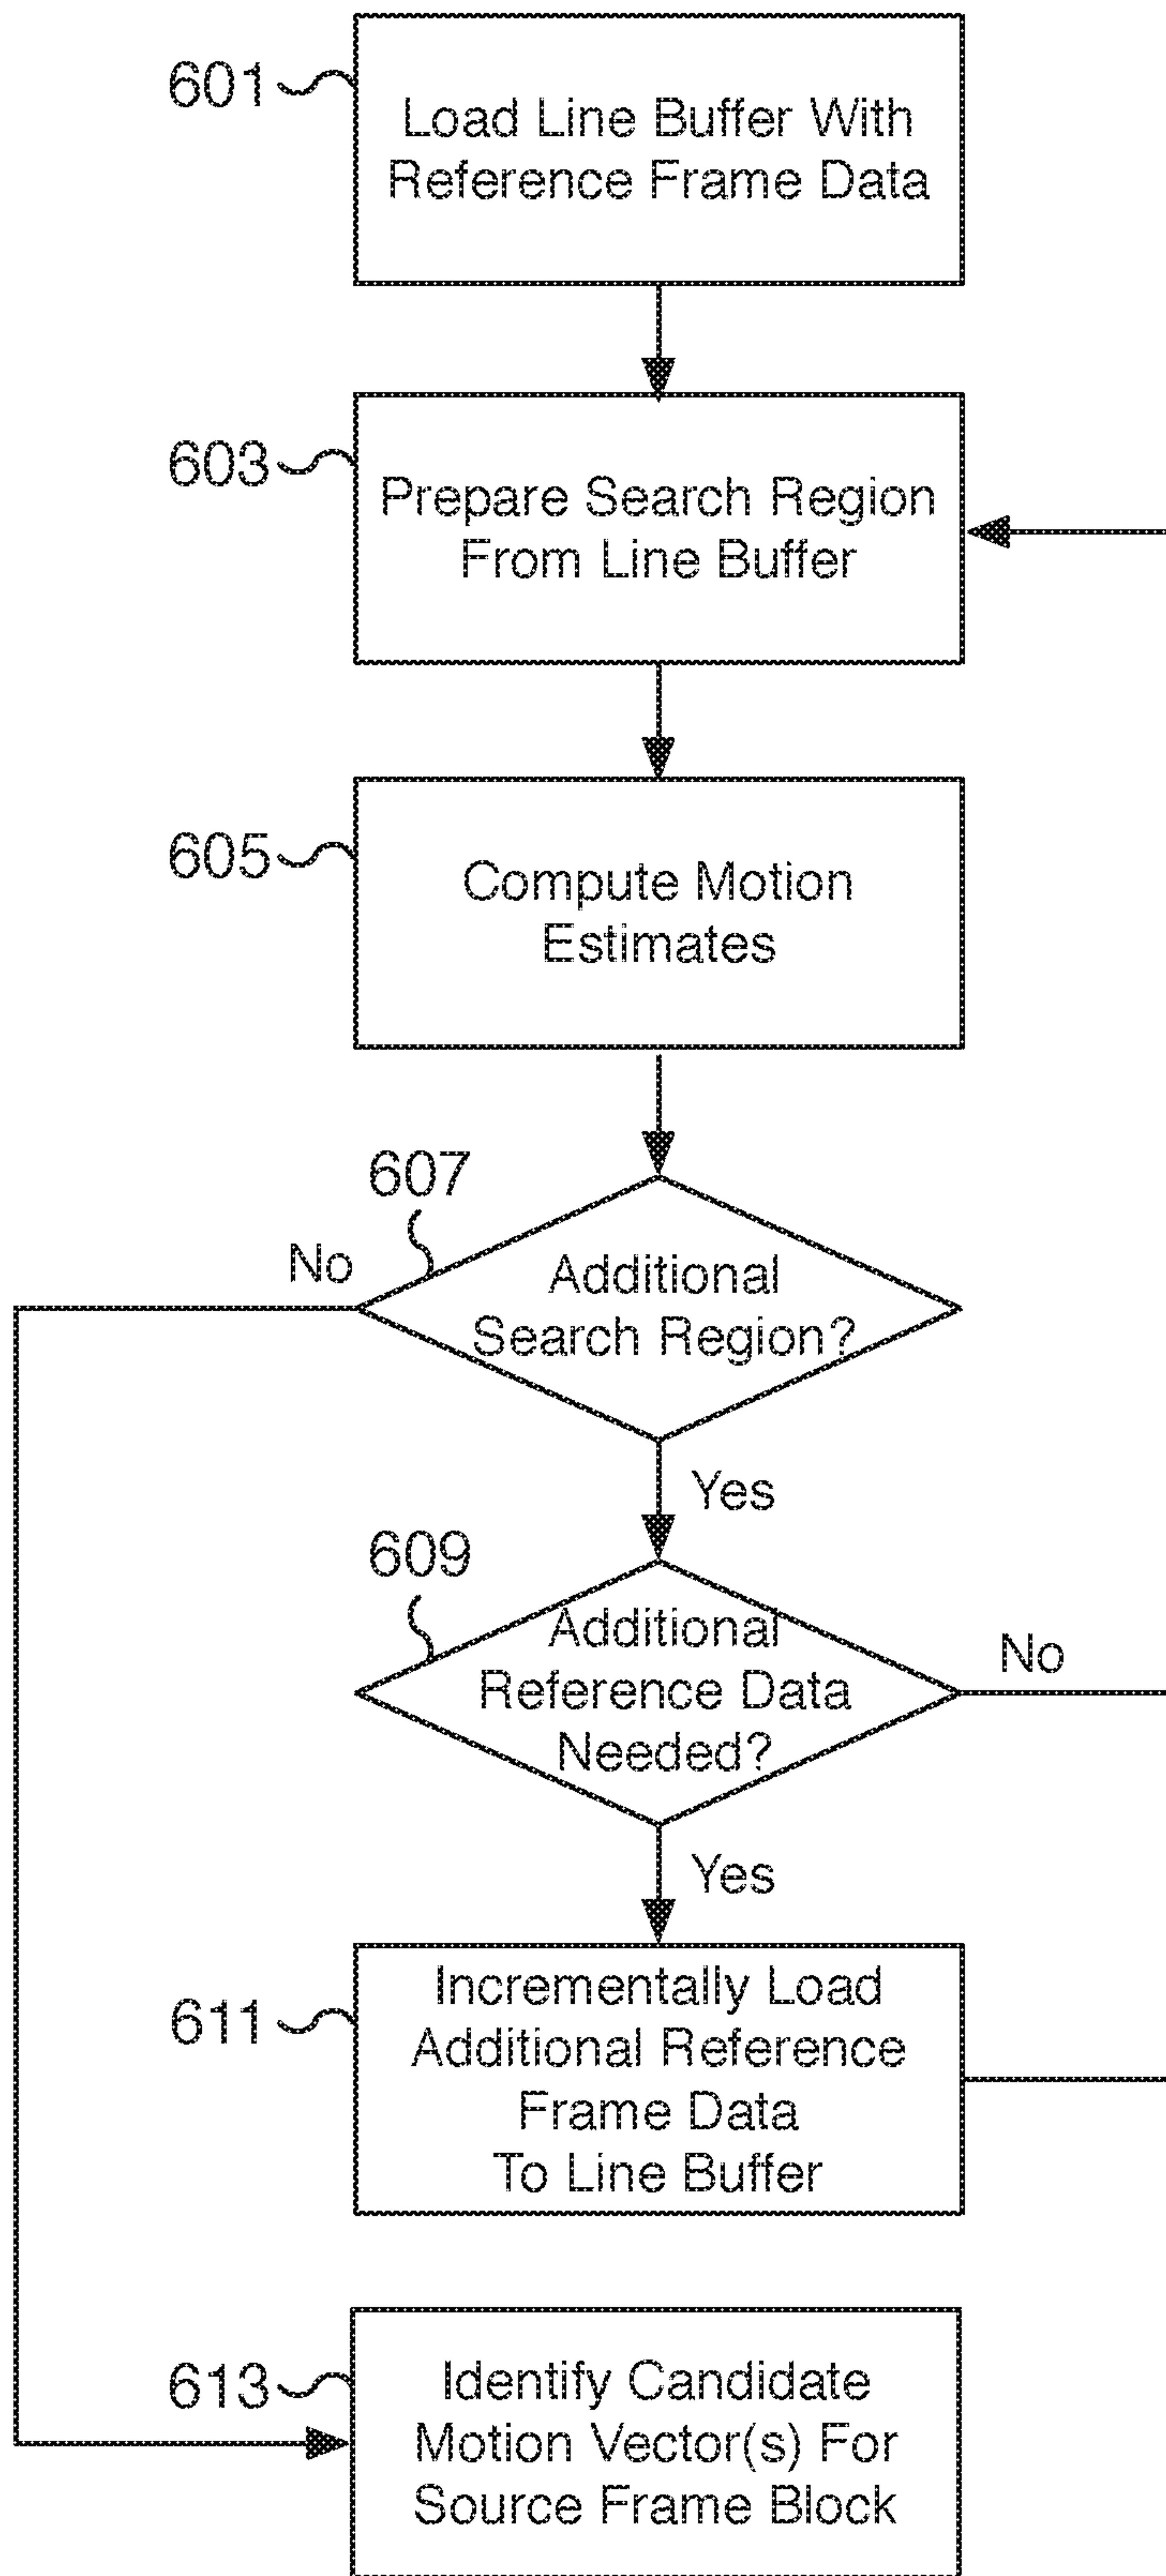 601
Load Line Buffer With
Reference Frame Data
603
Prepare Search Region
From Line Buffer
605
Compute Motion
Estimates
607
No
Additional
Search Region?
Yes
609
Additional
Reference Data
Needed?
No
Yes
611
Incrementally Load
Additional Reference
Frame Data
To Line Buffer
613
Identify Candidate
Motion Vector(s) For
Source Frame Block